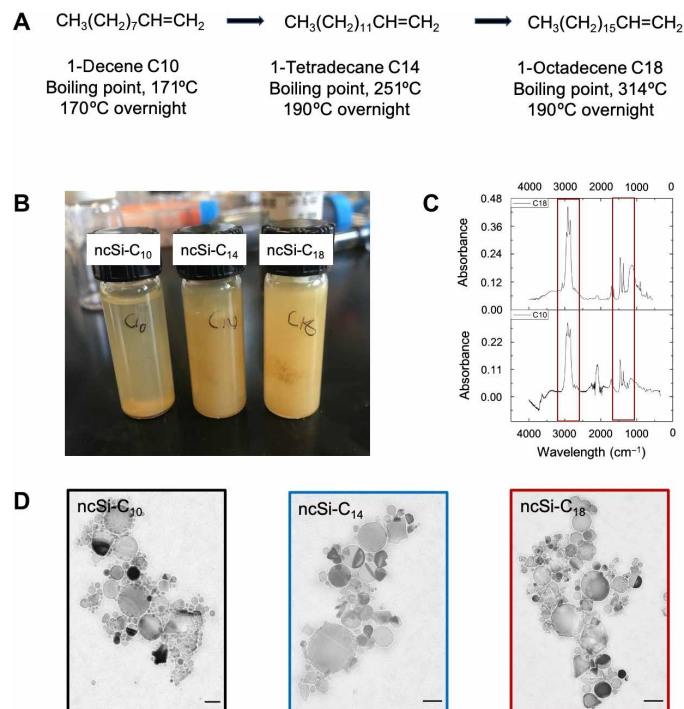 A
CH₃(CH₂)₇CH=CH₂
CH₃(CH₂)₁₁CH=CH₂
CH₃(CH₂)₁₅CH=CH₂
1-Decene C10
Boiling point, 171ºC
170ºC overnight
1-Tetradecane C14
Boiling point, 251ºC
190ºC overnight
1-Octadecene C18
Boiling point, 314ºC
190ºC overnight
B
ncSi-C₁₀
ncSi-C₁₄
ncSi-C₁₈
C₁₀
C₁₄
C₁₈
C
4000 3000 2000 1000 0
0.48
0.36
0.24
0.12
0.00
Absorbance
C18
0.22
0.11
0.00
Absorbance
C10
4000 3000 2000 1000 0
Wavelength (cm⁻¹)
D
ncSi-C₁₀
ncSi-C₁₄
ncSi-C₁₈